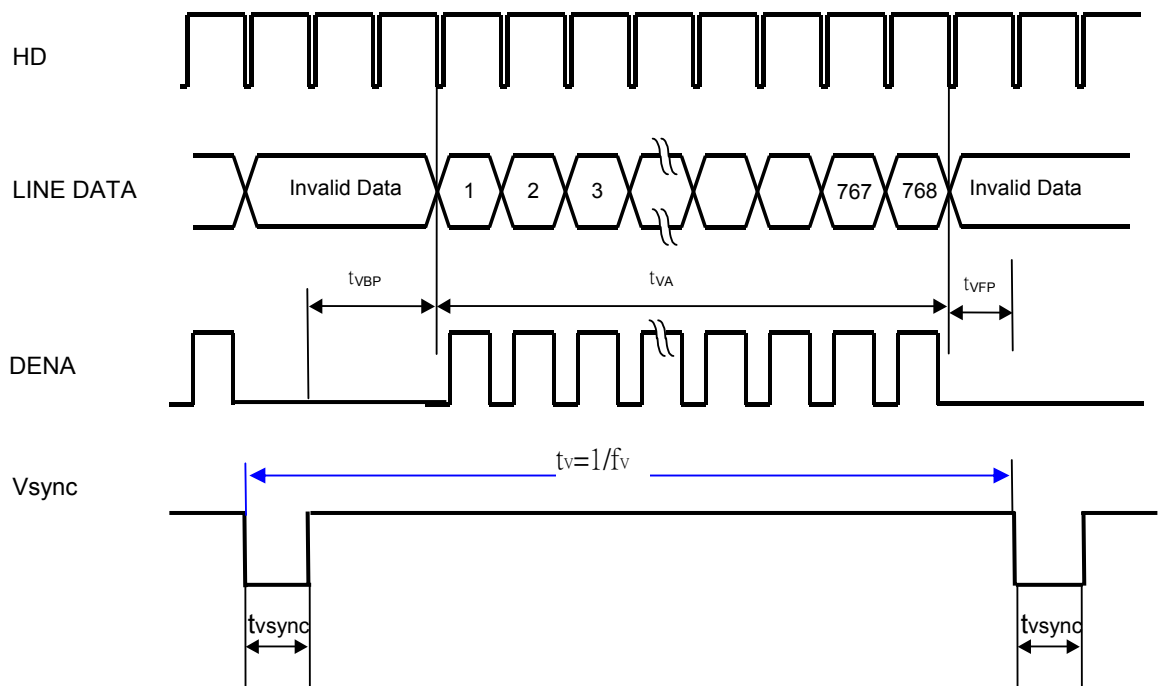 HD
LINE DATA
Invalid Data 1 2 3 767 768 Invalid Data
tVBP tVA tVFP
DENA
tv=1/fv
Vsync
tvsync tvsync